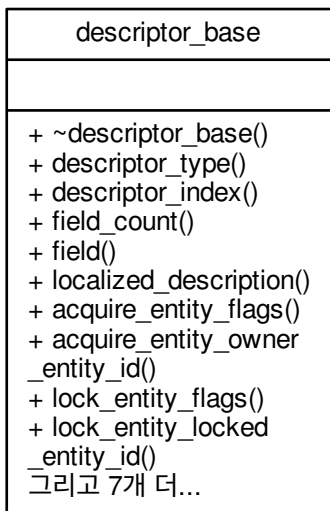 descriptor_base
+ ~descriptor_base()
+ descriptor_type()
+ descriptor_index()
+ field_count()
+ field()
+ localized_description()
+ acquire_entity_flags()
+ acquire_entity_owner
_entity_id()
+ lock_entity_flags()
+ lock_entity_locked
_entity_id()
그리고 7개 더...